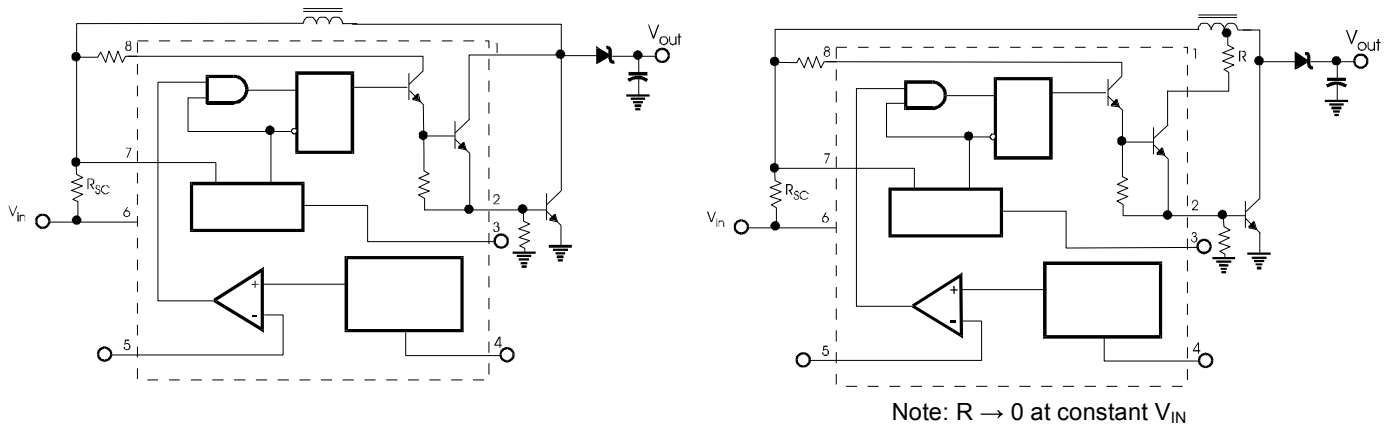 V_out
8
1
7
R_SC
V_in
6
2
3
5
4
V_out
8
1
R
7
R_SC
V_in
6
2
3
5
4
+
-
+
-
Note: R → 0 at constant V_IN